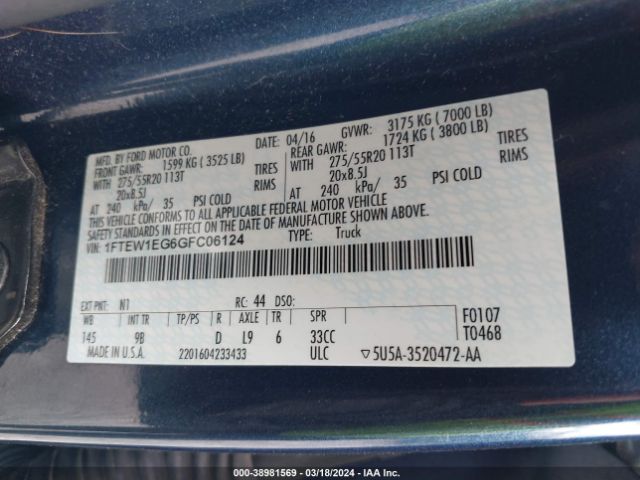 MFD. BY FORD MOTOR CO. DATE: 04/16 GVWR: 3175 KG ( 7000 LB)
FRONT GAWR: 1599 KG ( 3525 LB) REAR GAWR: 1724 KG ( 3800 LB)
WITH 275/55R20 113T TIRES WITH 275/55R20 113T TIRES
20x8.5J RIMS 20x8.5J RIMS
AT 240 kPa/ 35 PSI COLD AT 240 kPa/ 35 PSI COLD
THIS VEHICLE CONFORMS TO ALL APPLICABLE FEDERAL MOTOR VEHICLE
SAFETY STANDARDS IN EFFECT ON THE DATE OF MANUFACTURE SHOWN ABOVE.
VIN: 1FTEW1EG6GFC06124 TYPE: Truck
EXT PNT: N1 RC: 44 DSO: F0107
WB INT TR TP/PS R AXLE TR SPR T0468
145 9B D L9 6 33CC
MADE IN U.S.A. 2201604233433 ULC ▽5U5A-3520472-AA
000-38981569 | 03/18/2024 | IAA Inc.